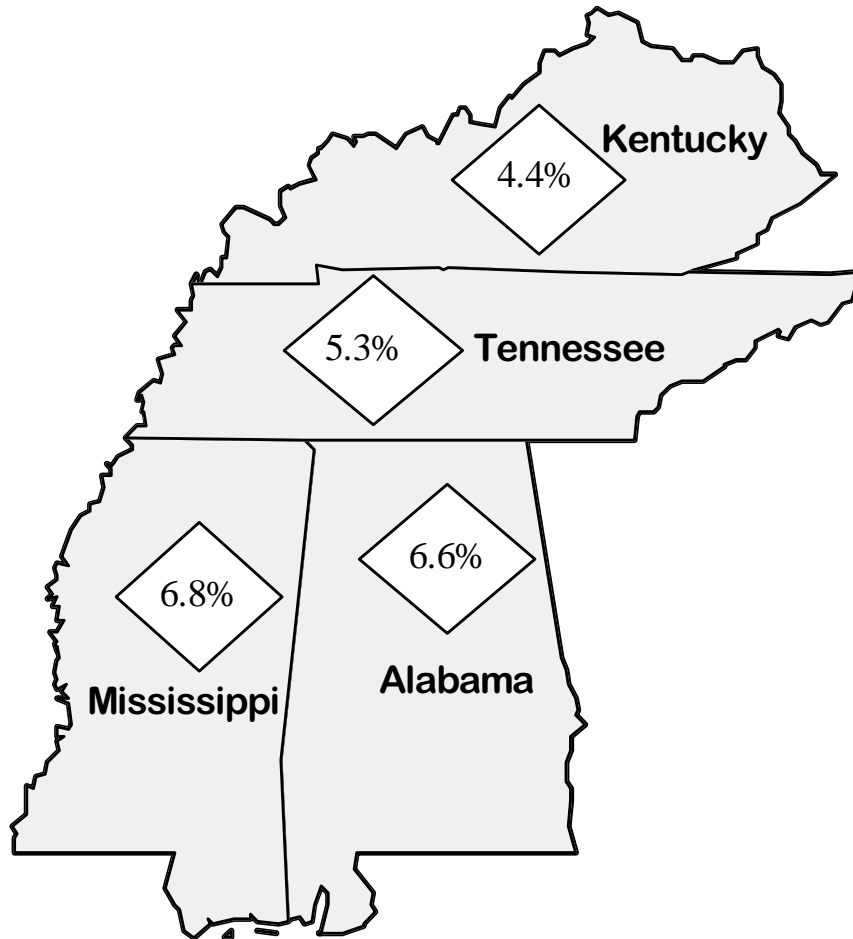 Kentucky
4.4%
5.3%
Tennessee
6.6%
6.8%
Alabama
Mississippi